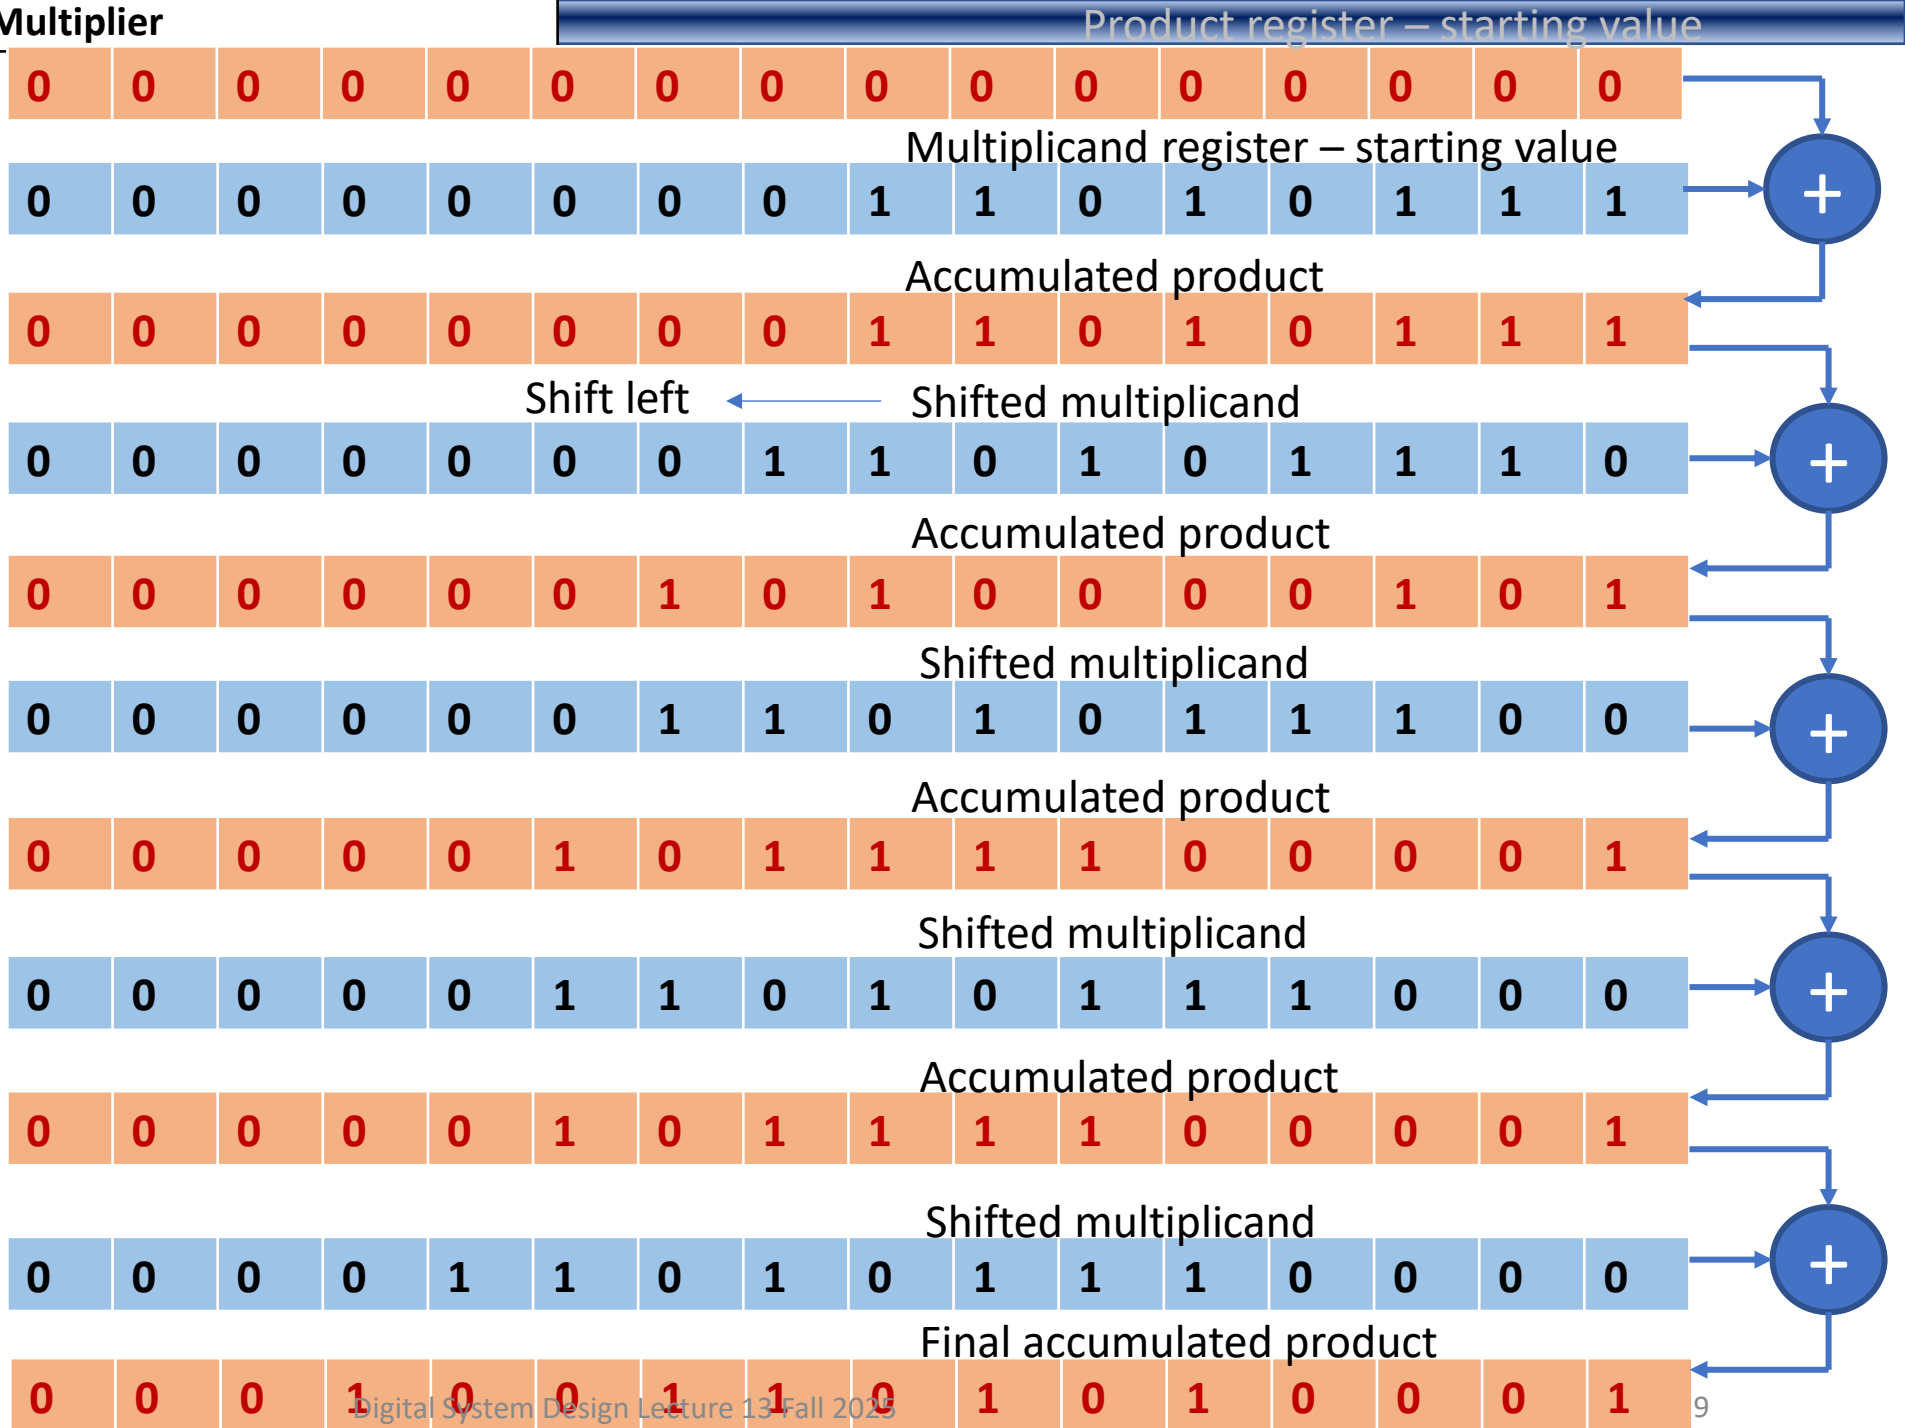 Multiplier
Product register – starting value
0 0 0 0 0 0 0 0 0 0 0 0 0 0 0 0
Multiplicand register – starting value
0 0 0 0 0 0 0 0 1 1 0 1 0 1 1 1
+
Accumulated product
0 0 0 0 0 0 0 0 1 1 0 1 0 1 1 1
Shift left Shifted multiplicand
0 0 0 0 0 0 0 1 1 0 1 0 1 1 1 0
+
Accumulated product
0 0 0 0 0 0 1 0 1 0 0 0 0 1 0 1
Shifted multiplicand
0 0 0 0 0 0 1 1 0 1 0 1 1 1 0 0
+
Accumulated product
0 0 0 0 0 1 0 1 1 1 1 0 0 0 0 1
Shifted multiplicand
0 0 0 0 0 1 1 0 1 0 1 1 1 0 0 0
+
Accumulated product
0 0 0 0 0 1 0 1 1 1 1 0 0 0 0 1
Shifted multiplicand
0 0 0 0 1 1 0 1 0 1 1 1 0 0 0 0
+
Final accumulated product
0 0 0 1 0 0 1 1 0 1 0 1 0 0 0 1
Digital System Design Lecture 13 Fall 2025
9